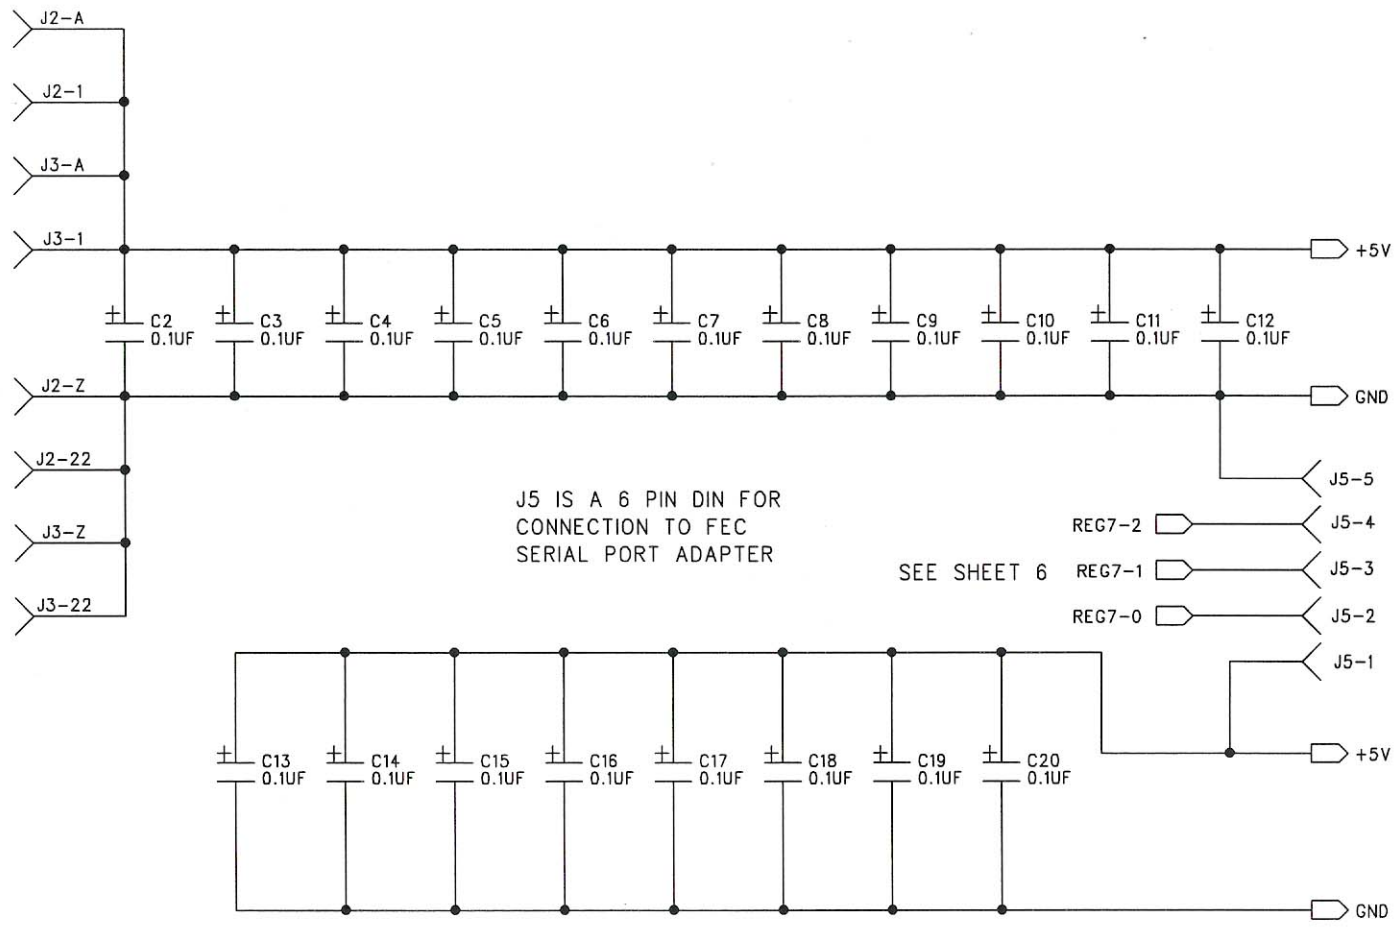 J2-A
J2-1
J3-A
J3-1
+5V
+ C2 0.1UF
+ C3 0.1UF
+ C4 0.1UF
+ C5 0.1UF
+ C6 0.1UF
+ C7 0.1UF
+ C8 0.1UF
+ C9 0.1UF
+ C10 0.1UF
+ C11 0.1UF
+ C12 0.1UF
J2-Z
GND
J2-22
J3-Z
J3-22
J5 IS A 6 PIN DIN FOR
CONNECTION TO FEC
SERIAL PORT ADAPTER
J5-5
REG7-2
J5-4
SEE SHEET 6
REG7-1
J5-3
REG7-0
J5-2
J5-1
+ C13 0.1UF
+ C14 0.1UF
+ C15 0.1UF
+ C16 0.1UF
+ C17 0.1UF
+ C18 0.1UF
+ C19 0.1UF
+ C20 0.1UF
+5V
GND